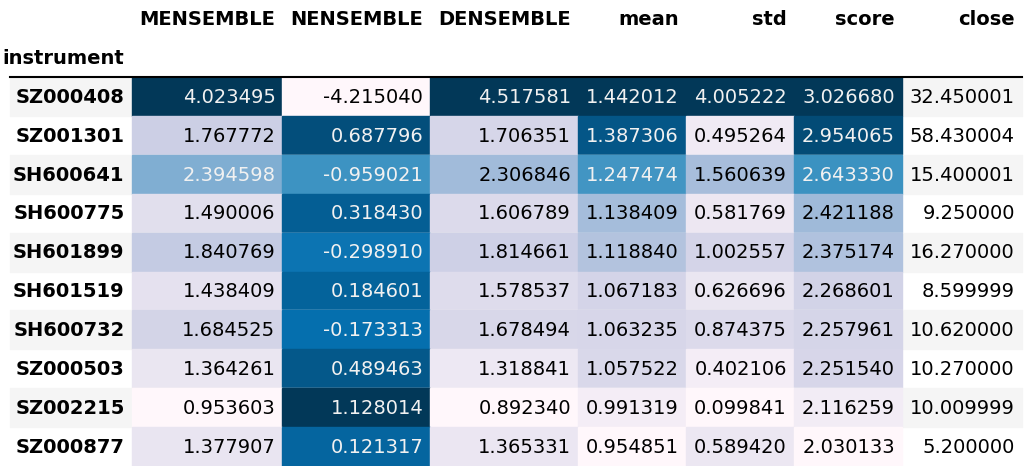 MENSEMBLE NENSEMBLE DENSEMBLE mean std score close
instrument
SZ000408 4.023495 -4.215040 4.517581 1.442012 4.005222 3.026680 32.450001
SZ001301 1.767772 0.687796 1.706351 1.387306 0.495264 2.954065 58.430004
SH600641 2.394598 -0.959021 2.306846 1.247474 1.560639 2.643330 15.400001
SH600775 1.490006 0.318430 1.606789 1.138409 0.581769 2.421188 9.250000
SH601899 1.840769 -0.298910 1.814661 1.118840 1.002557 2.375174 16.270000
SH601519 1.438409 0.184601 1.578537 1.067183 0.626696 2.268601 8.599999
SH600732 1.684525 -0.173313 1.678494 1.063235 0.874375 2.257961 10.620000
SZ000503 1.364261 0.489463 1.318841 1.057522 0.402106 2.251540 10.270000
SZ002215 0.953603 1.128014 0.892340 0.991319 0.099841 2.116259 10.009999
SZ000877 1.377907 0.121317 1.365331 0.954851 0.589420 2.030133 5.200000